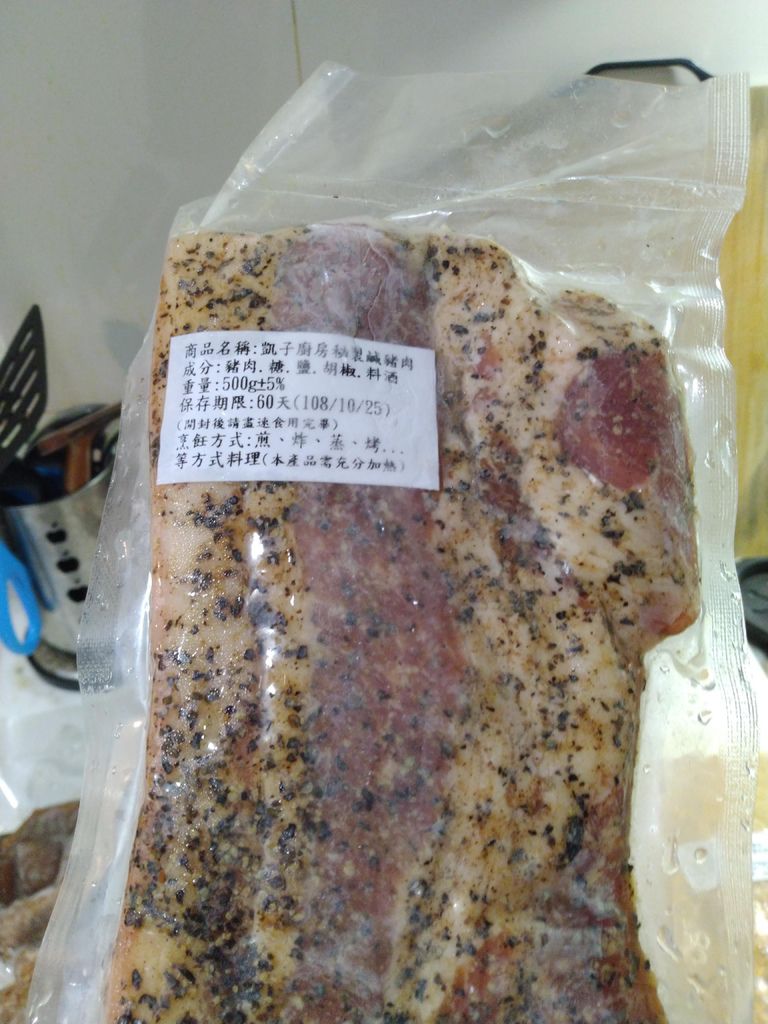 商品名稱:凱子廚房秘製鹹豬肉
成分:豬肉.糖.鹽.胡椒.料酒
重量:500g±5%
保存期限:60天(108/10/25)
(開封後請盡速食用完畢)
烹飪方式:煎、炸、蒸、烤...
等方式料理(本產品需充分加熱)